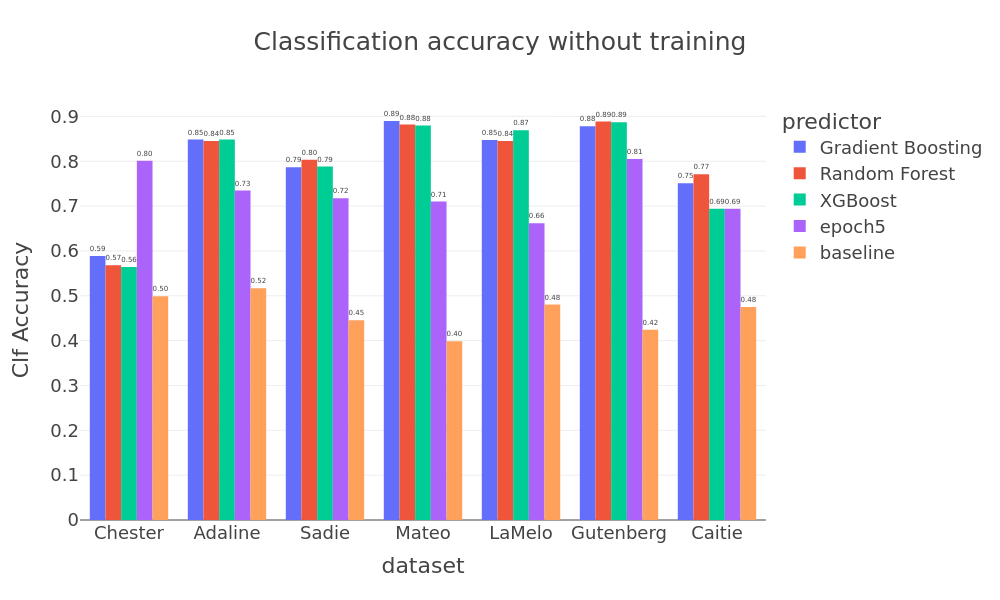 Classification accuracy without training
Clf Accuracy
0.9
0.8
0.7
0.6
0.5
0.4
0.3
0.2
0.1
0
0.59 0.57 0.56 0.80 0.50
0.85 0.84 0.85 0.73 0.52
0.79 0.80 0.79 0.72 0.45
0.89 0.88 0.88 0.71 0.40
0.85 0.84 0.87 0.66 0.48
0.88 0.89 0.89 0.81 0.42
0.75 0.77 0.69 0.69 0.48
Chester Adaline Sadie Mateo LaMelo Gutenberg Caitie
dataset
predictor
Gradient Boosting
Random Forest
XGBoost
epoch5
baseline